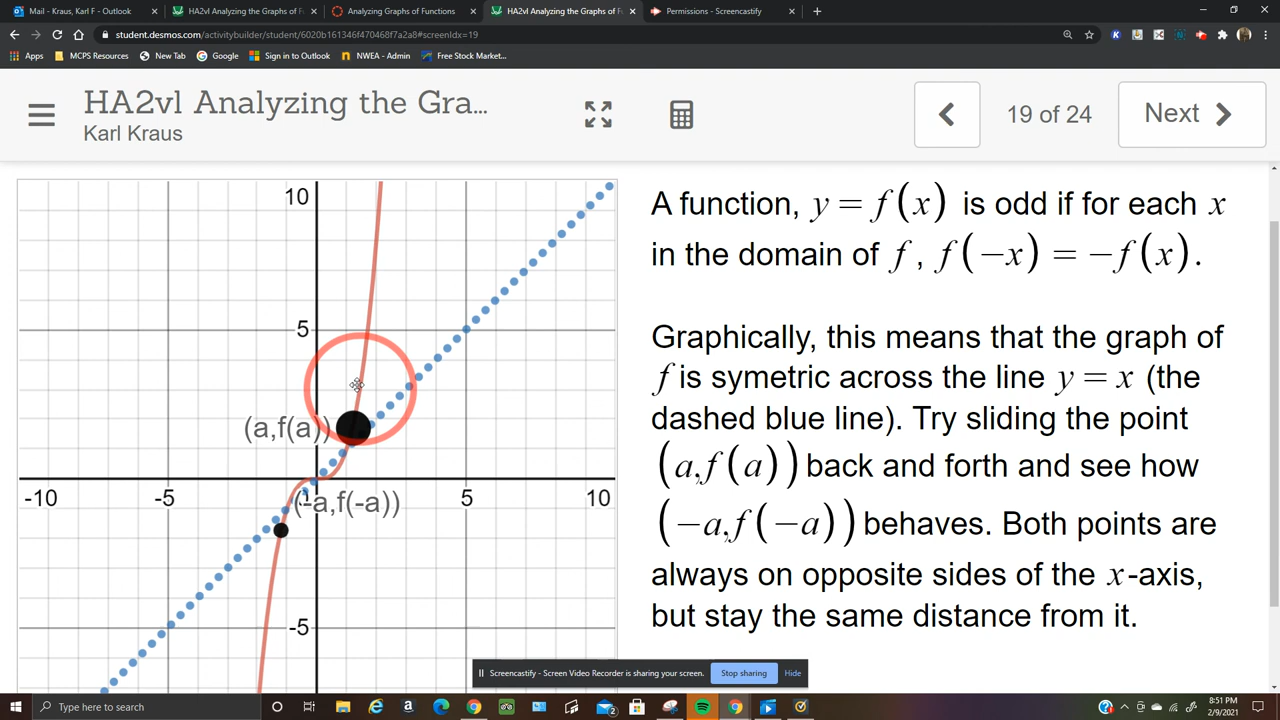 Mail - Kraus, Karl F - Outlook
HA2vl Analyzing the Graphs of F
Analyzing Graphs of Functions
HA2vl Analyzing the Graphs of F
Permissions - Screencastify
student.desmos.com/activitybuilder/student/6020b161346f470468f7a2a8#screenIdx=19
Apps
MCPS Resources
New Tab
Google
Sign in to Outlook
NWEA - Admin
Free Stock Market...
HA2vl Analyzing the Gra...
Karl Kraus
19 of 24
Next
A function, y = f(x) is odd if for each x
in the domain of f, f(−x) = −f(x).
Graphically, this means that the graph of
f is symetric across the line y = x (the
dashed blue line). Try sliding the point
(a,f(a)) back and forth and see how
(−a,f(−a)) behaves. Both points are
always on opposite sides of the x-axis,
but stay the same distance from it.
10
5
(a,f(a))
-10
-5
5
10
(-a,f(-a))
-5
Screencastify - Screen Video Recorder is sharing your screen.
Stop sharing
Hide
Type here to search
2
8:51 PM
2/9/2021